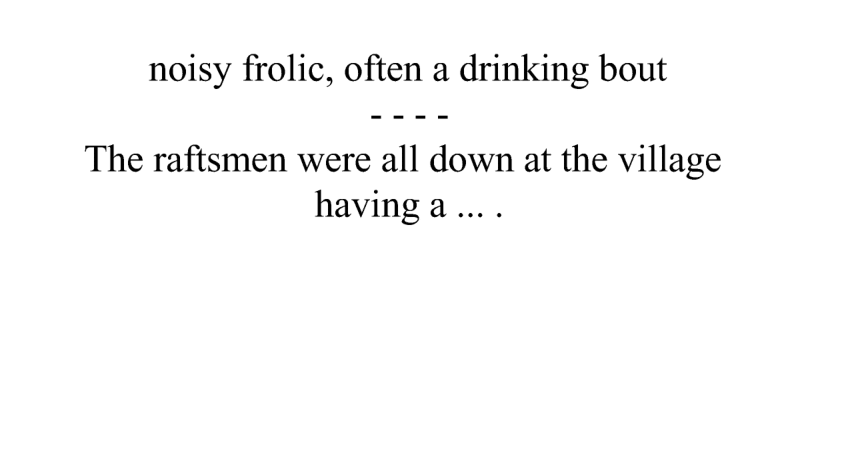 noisy frolic, often a drinking bout
- - - -
The raftsmen were all down at the village
having a ... .